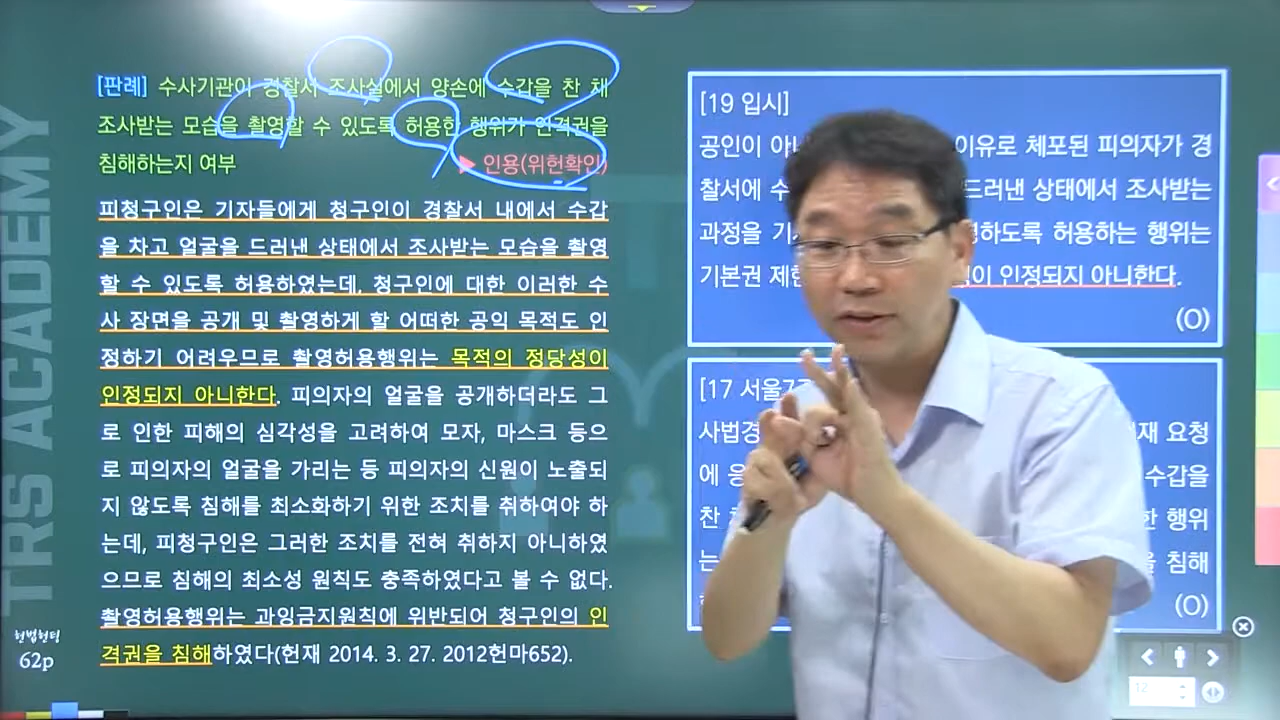 [판례] 수사기관이 경찰서 조사실에서 양손에 수갑을 찬 채
조사받는 모습을 촬영할 수 있도록 허용한 행위가 인격권을
침해하는지 여부
▶ 인용(위헌확인)
피청구인은 기자들에게 청구인이 경찰서 내에서 수갑
을 차고 얼굴을 드러낸 상태에서 조사받는 모습을 촬영
할 수 있도록 허용하였는데, 청구인에 대한 이러한 수
사 장면을 공개 및 촬영하게 할 어떠한 공익 목적도 인
정하기 어려우므로 촬영허용행위는 목적의 정당성이
인정되지 아니한다. 피의자의 얼굴을 공개하더라도 그
로 인한 피해의 심각성을 고려하여 모자, 마스크 등으
로 피의자의 얼굴을 가리는 등 피의자의 신원이 노출되
지 않도록 침해를 최소화하기 위한 조치를 취하여야 하
는데, 피청구인은 그러한 조치를 전혀 취하지 아니하였
으므로 침해의 최소성 원칙도 충족하였다고 볼 수 없다.
촬영허용행위는 과잉금지원칙에 위반되어 청구인의 인
격권을 침해하였다(헌재 2014. 3. 27. 2012헌마652).
[19 입시]
공인이 이유로 체포된 피의자가 경
찰서에 드러낸 상태에서 조사받는
과정을 허용하는 행위는
기본권 인정되지 아니한다.
(O)
[17
요청
에 수갑을
찬 행위
는 침해
(O)
TRS ACADEMY
헌법헌팅
62p
12